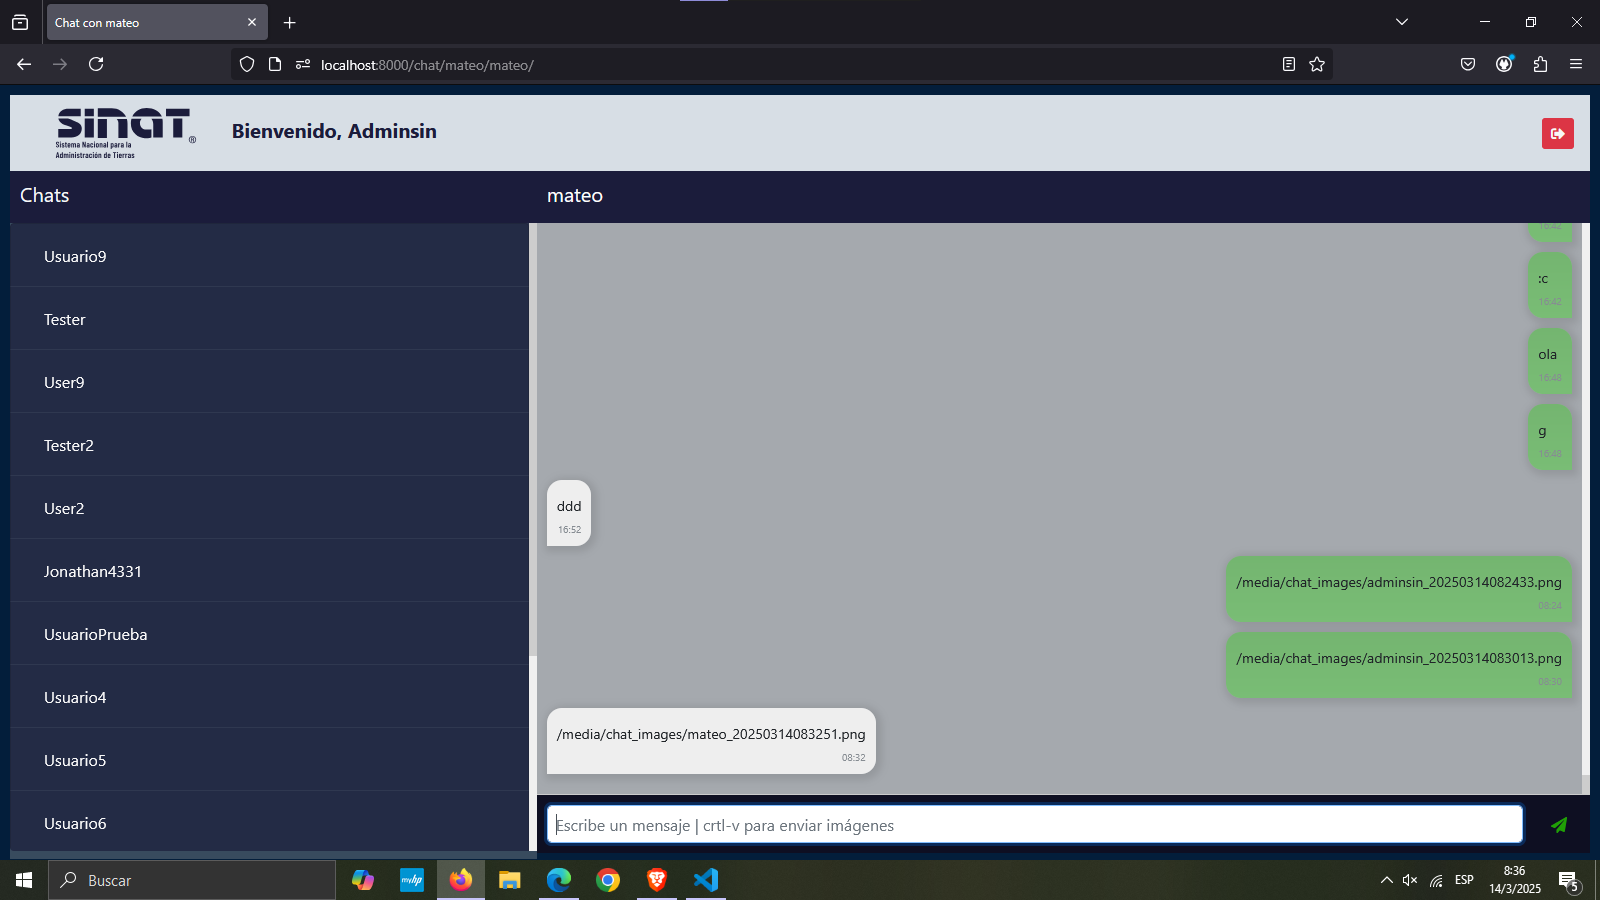 Chat con mateo
localhost:8000/chat/mateo/mateo/
sinat®
Sistema Nacional para la
Administración de Tierras
Bienvenido, Adminsin
Chats
mateo
Usuario9
Tester
User9
Tester2
User2
Jonathan4331
UsuarioPrueba
Usuario4
Usuario5
Usuario6
16:42
:c
16:42
ola
16:48
g
16:48
ddd
16:52
/media/chat_images/adminsin_20250314082433.png
08:24
/media/chat_images/adminsin_20250314083013.png
08:30
/media/chat_images/mateo_20250314083251.png
08:32
Escribe un mensaje | crtl-v para enviar imágenes
Buscar
myhp
ESP
8:36
14/3/2025
5